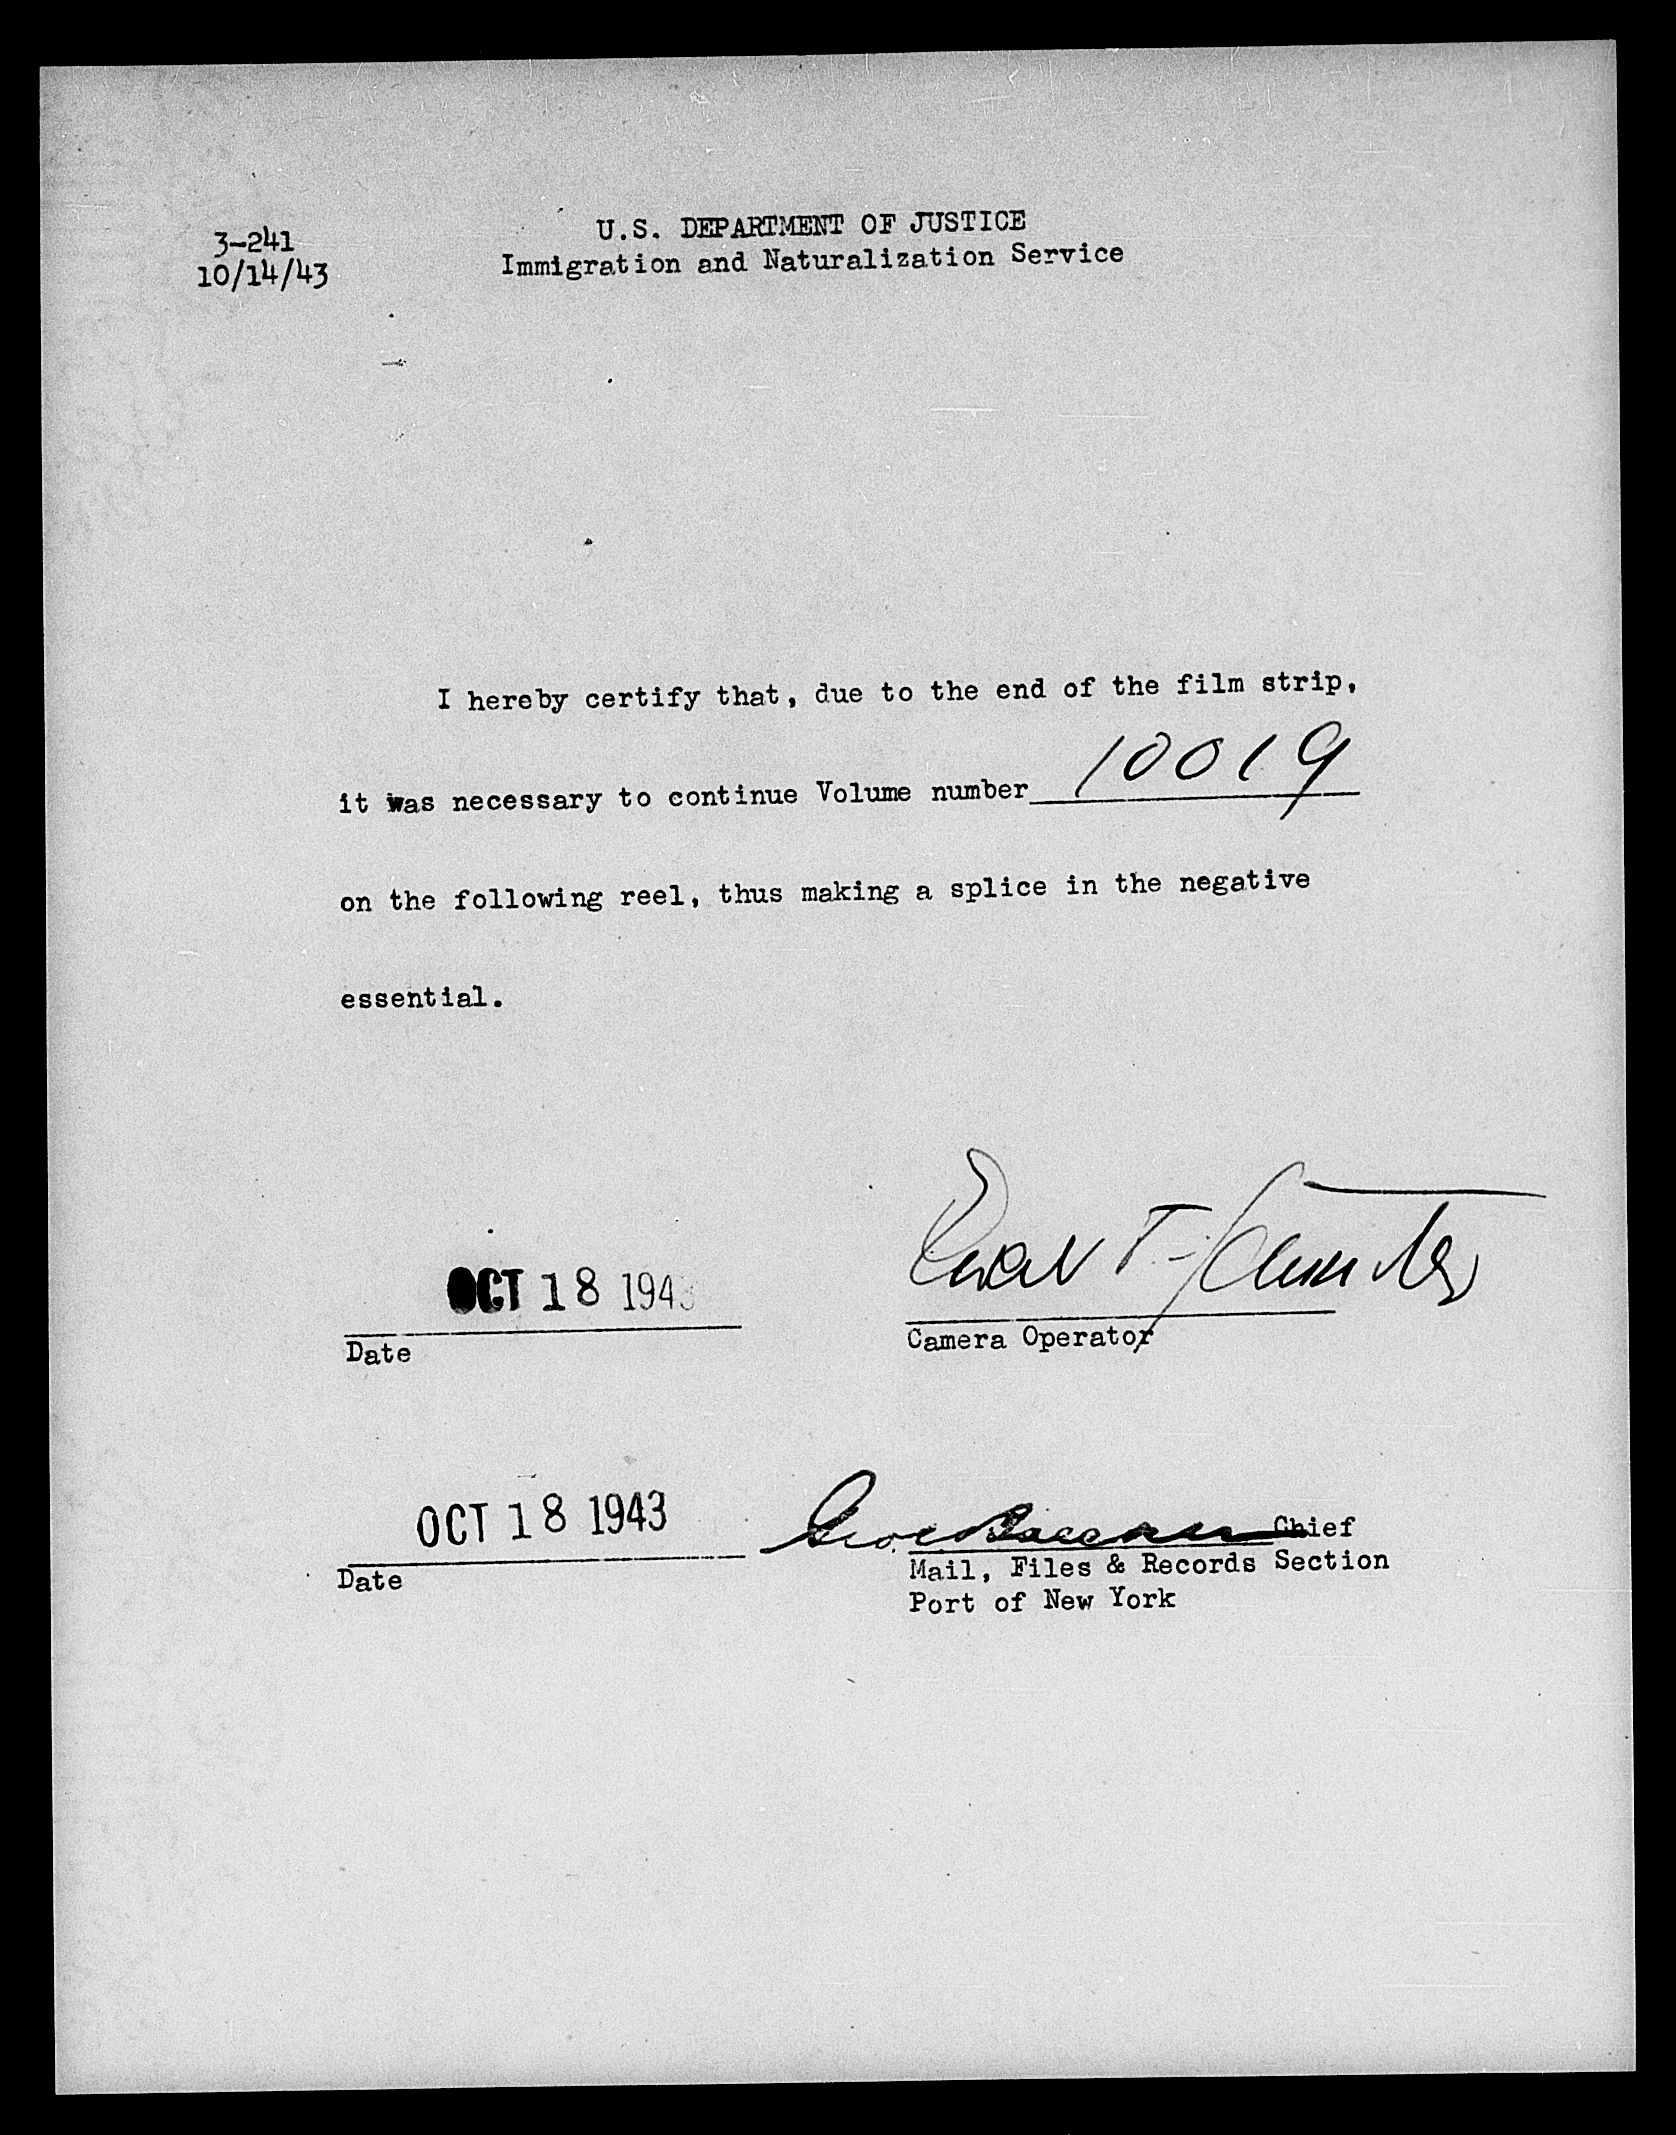 3-241
10/14/43
U.S. DEPARTMENT OF JUSTICE
Immigration and Naturalization Service
I hereby certify that, due to the end of the film strip,
it was necessary to continue Volume number 10019
on the following reel, thus making a splice in the negative
essential.
OCT 18 1943
Date
T.
Camera Operator
OCT 18 1943
Date
Chief
Mail, Files & Records Section
Port of New York